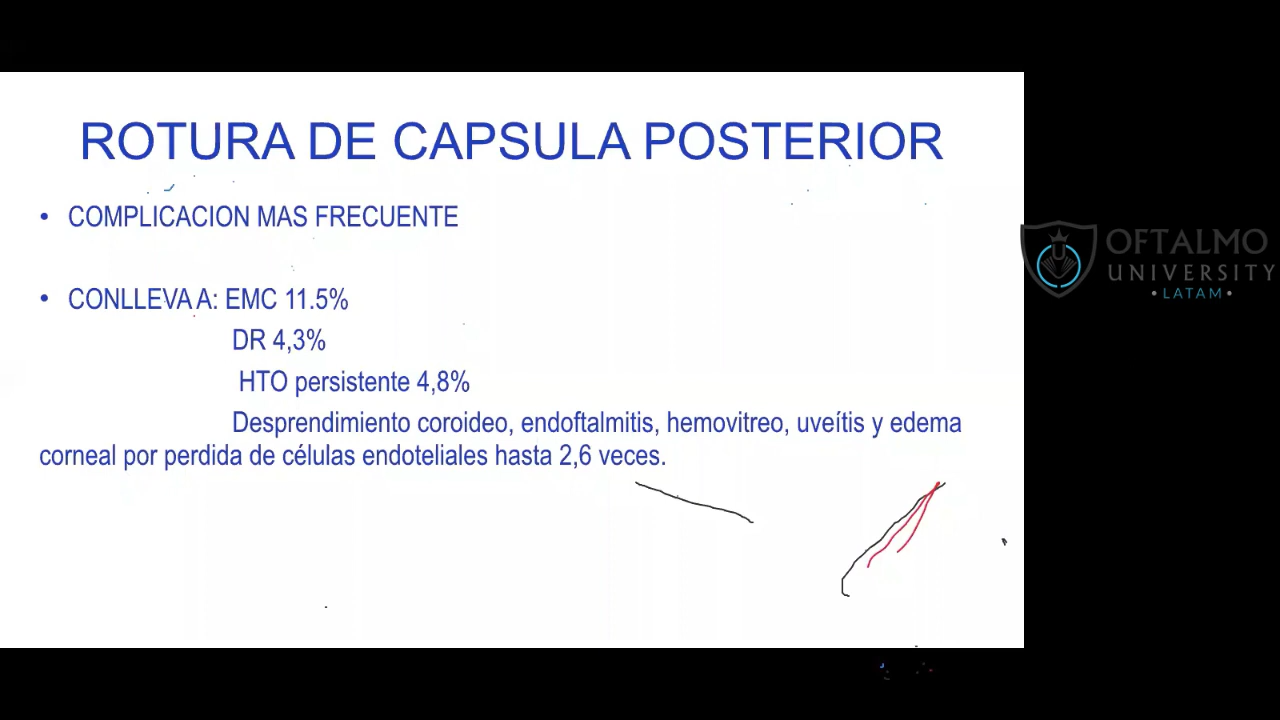 ROTURA DE CAPSULA POSTERIOR
• COMPLICACION MAS FRECUENTE
• CONLLEVA A: EMC 11.5%
DR 4,3%
HTO persistente 4,8%
Desprendimiento coroideo, endoftalmitis, hemovitreo, uveítis y edema
corneal por perdida de células endoteliales hasta 2,6 veces.
OFTALMO
UNIVERSITY
• LATAM •